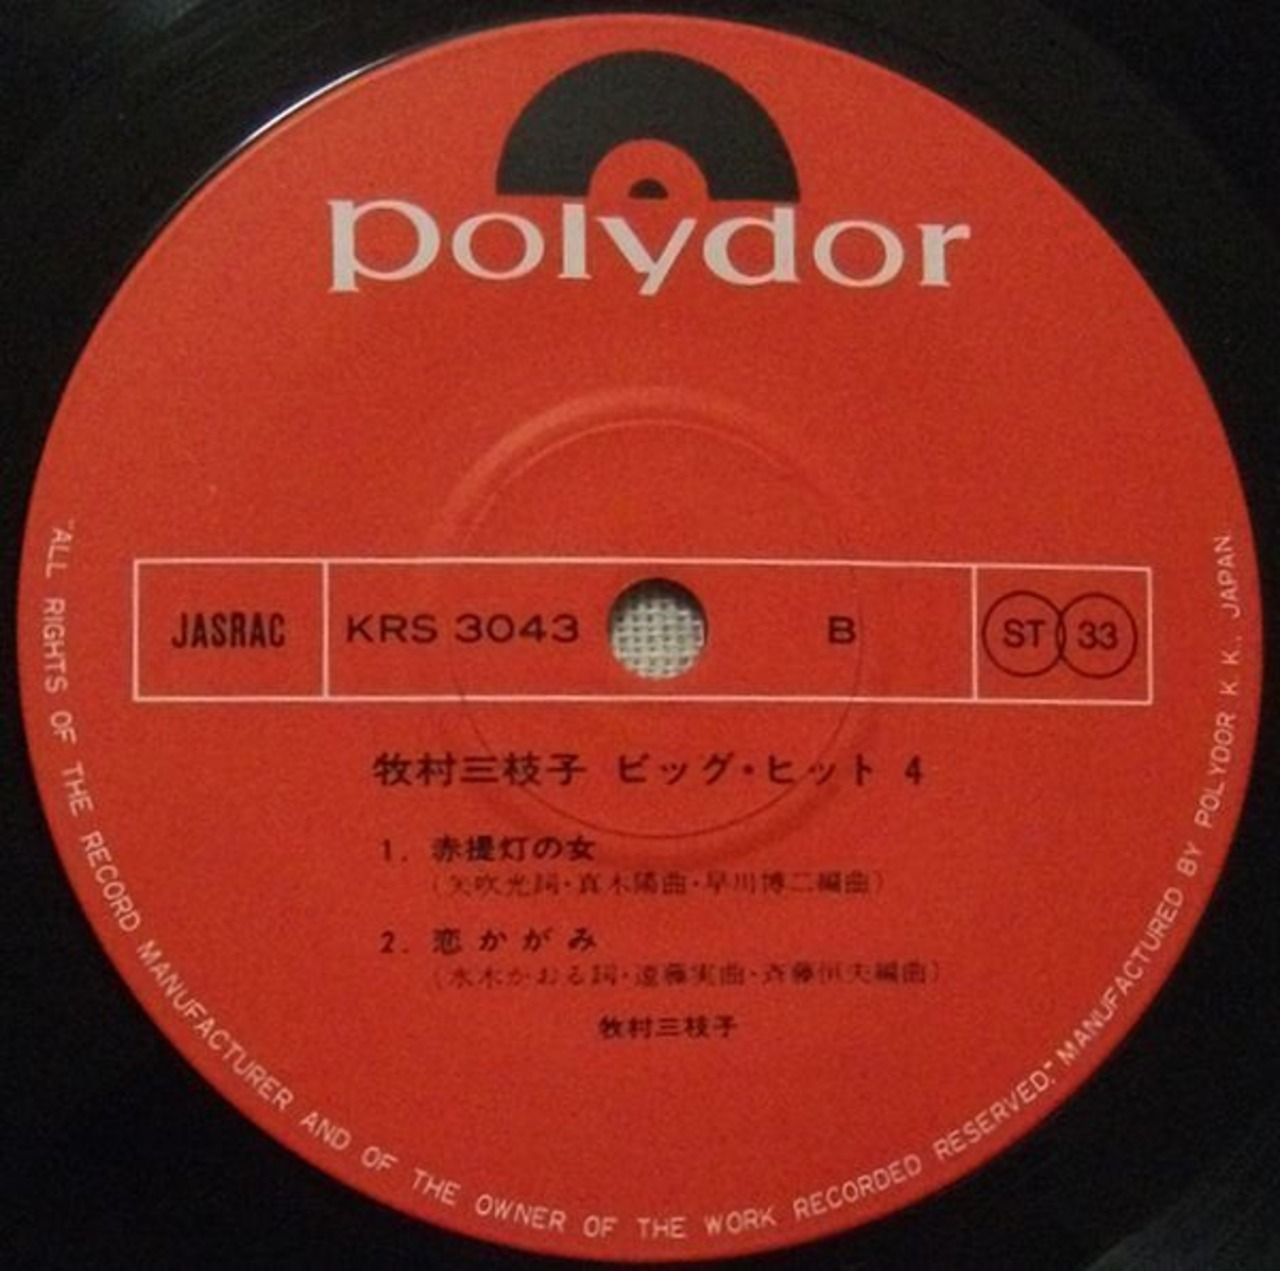 polydor
JASRAC
KRS 3043
B
ST 33
牧村三枝子 ビッグ・ヒット 4
1. 赤提灯の女
(矢吹光詞・真木陽曲・早川博二編曲)
2. 恋かがみ
(水木かおる詞・遠藤実曲・斉藤恒夫編曲)
牧村三枝子
"ALL RIGHTS OF THE RECORD MANUFACTURER AND OF THE OWNER OF THE WORK RECORDED RESERVED." MANUFACTURED BY POLYDOR K. K., JAPAN.